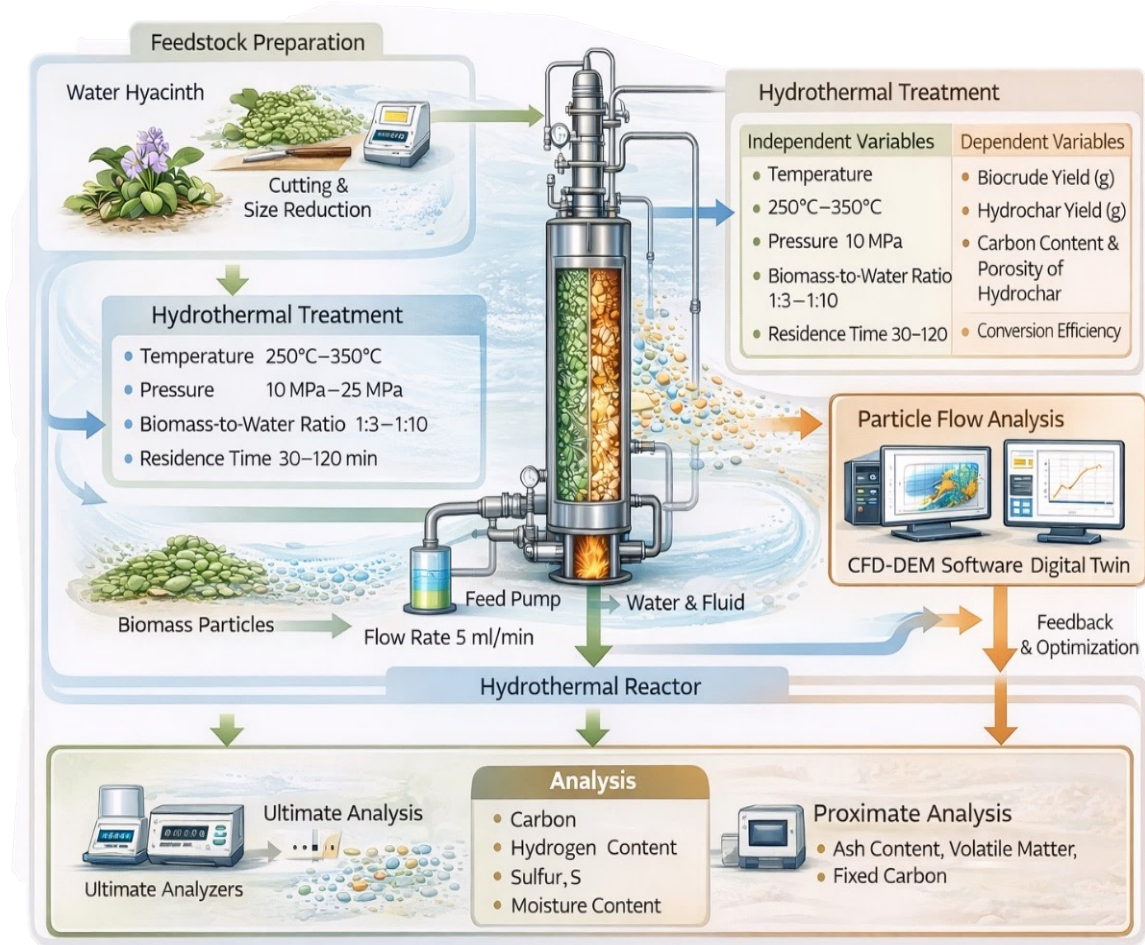 Feedstock Preparation
Water Hyacinth
Cutting &
Size Reduction
Hydrothermal Treatment
Independent Variables
• Temperature
• 250°C–350°C
• Pressure 10 MPa
• Biomass-to-Water Ratio
1:3–1:10
• Residence Time 30–120
Dependent Variables
• Biocrude Yield (g)
• Hydrochar Yield (g)
• Carbon Content &
Porosity of
Hydrochar
• Conversion Efficiency
Hydrothermal Treatment
• Temperature 250°C–350°C
• Pressure 10 MPa–25 MPa
• Biomass-to-Water Ratio 1:3–1:10
• Residence Time 30–120 min
Particle Flow Analysis
CFD-DEM Software Digital Twin
Biomass Particles
Feed Pump
Flow Rate 5 ml/min
Water & Fluid
Feedback
& Optimization
Hydrothermal Reactor
Ultimate Analysis
Ultimate Analyzers
Analysis
• Carbon
• Hydrogen Content
• Sulfur, S
• Moisture Content
Proximate Analysis
• Ash Content, Volatile Matter,
• Fixed Carbon